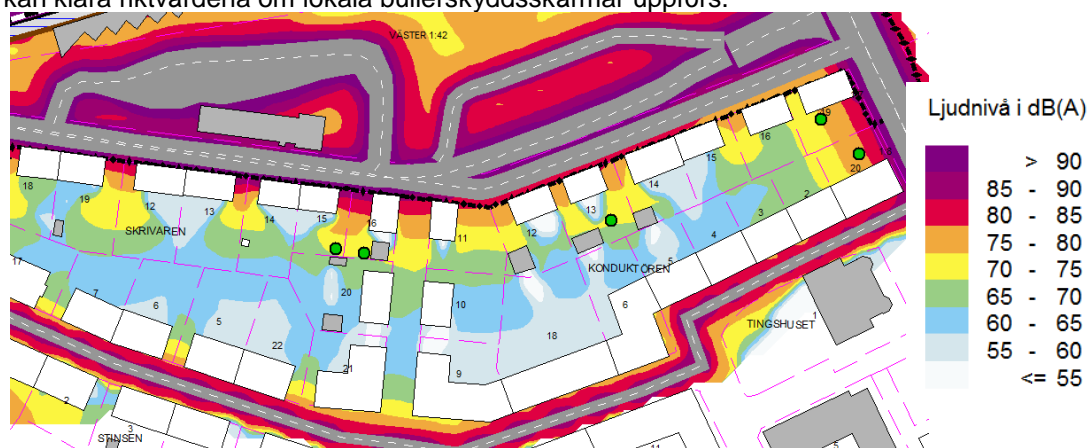 kan klara riktvärdena om lokala bullerskyddsskärmar uppförs.
VÄSTER 1:42
Ljudnivå i dB(A)
> 90
85 - 90
80 - 85
75 - 80
70 - 75
65 - 70
60 - 65
55 - 60
<= 55
18
19
12
13
14
15
16
11
12
13
14
15
16
19
20
18
SKRIVAREN
KONDUKTÖREN
TINGSHUSET
1
17
7
6
5
22
20
21
10
9
18
6
5
4
3
2
2
3
STINSEN
11
5